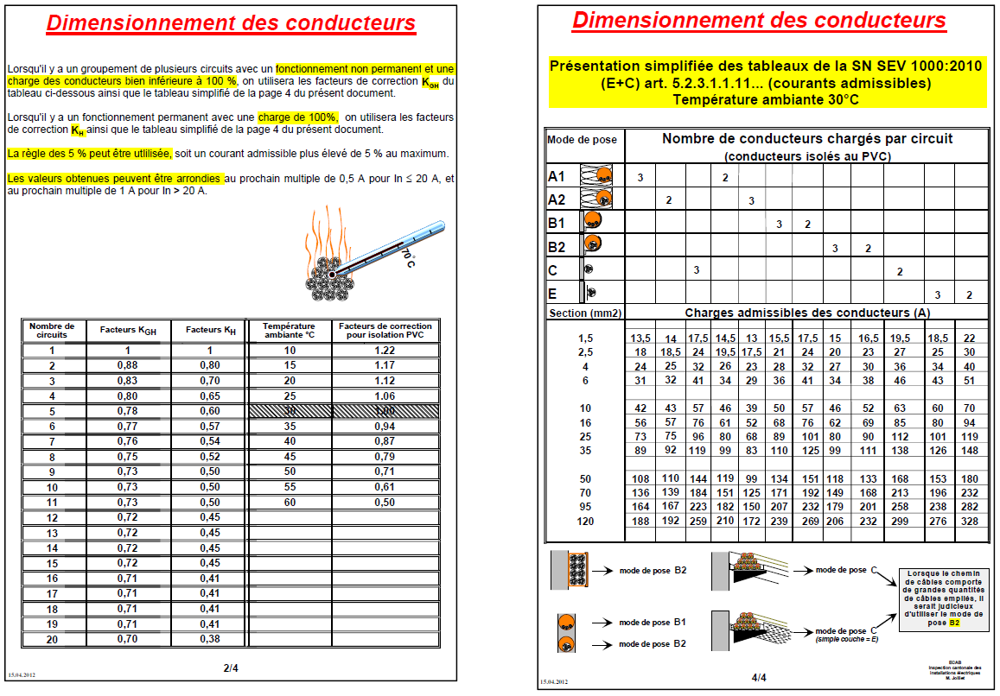 Dimensionnement des conducteurs
Lorsqu'il y a un groupement de plusieurs circuits avec un fonctionnement non permanent et une
charge des conducteurs bien inférieure à 100 %, on utilisera les facteurs de correction KGH du
tableau ci-dessous ainsi que le tableau simplifié de la page 4 du présent document.
Lorsqu'il y a un fonctionnement permanent avec une charge de 100%, on utilisera les facteurs
de correction KH ainsi que le tableau simplifié de la page 4 du présent document.
La règle des 5 % peut être utlilisée, soit un courant admissible plus élevé de 5 % au maximum.
Les valeurs obtenues peuvent être arrondies au prochain multiple de 0,5 A pour In ≤ 20 A, et
au prochain multiple de 1 A pour In > 20 A.
70°C
Nombre de circuits Facteurs KGH Facteurs KH Température ambiante °C Facteurs de correction pour isolation PVC
1 1 1 10 1.22
2 0,88 0,80 15 1.17
3 0,83 0,70 20 1.12
4 0,80 0,65 25 1.06
5 0,78 0,60 30 1.00
6 0,77 0,57 35 0,94
7 0,76 0,54 40 0,87
8 0,75 0,52 45 0,79
9 0,73 0,50 50 0,71
10 0,73 0,50 55 0,61
11 0,73 0,50 60 0,50
12 0,72 0,45
13 0,72 0,45
14 0,72 0,45
15 0,72 0,45
16 0,71 0,41
17 0,71 0,41
18 0,71 0,41
19 0,71 0,41
20 0,70 0,38
2/4
15.04.2012
Dimensionnement des conducteurs
Présentation simplifiée des tableaux de la SN SEV 1000:2010
(E+C) art. 5.2.3.1.1.11... (courants admissibles)
Température ambiante 30°C
Mode de pose Nombre de conducteurs chargés par circuit
(conducteurs isolés au PVC)
A1 3 2
A2 2 3
B1 3 2
B2 3 2
C 3 2
E 3 2
Section (mm2) Charges admissibles des conducteurs (A)
1,5 13,5 14 17,5 14,5 13 15,5 17,5 15 16,5 19,5 18,5 22
2,5 18 18,5 24 19,5 17,5 21 24 20 23 27 25 30
4 24 25 32 26 23 28 32 27 30 36 34 40
6 31 32 41 34 29 36 41 34 38 46 43 51
10 42 43 57 46 39 50 57 46 52 63 60 70
16 56 57 76 61 52 68 76 62 69 85 80 94
25 73 75 96 80 68 89 101 80 90 112 101 119
35 89 92 119 99 83 110 125 99 111 138 126 148
50 108 110 144 119 99 134 151 118 133 168 153 180
70 136 139 184 151 125 171 192 149 168 213 196 232
95 164 167 223 182 150 207 232 179 201 258 238 282
120 188 192 259 210 172 239 269 206 232 299 276 328
mode de pose B2
mode de pose C
mode de pose B1
mode de pose B2
mode de pose C
(simple couche = E)
Lorsque le chemin
de câbles comporte
de grandes quantités
de câbles empilés, il
serait judicieux
d'utiliser le mode de
pose B2
4/4
15.04.2012
ECAB
Inspection cantonale des
installations électriques
M. Jolliet